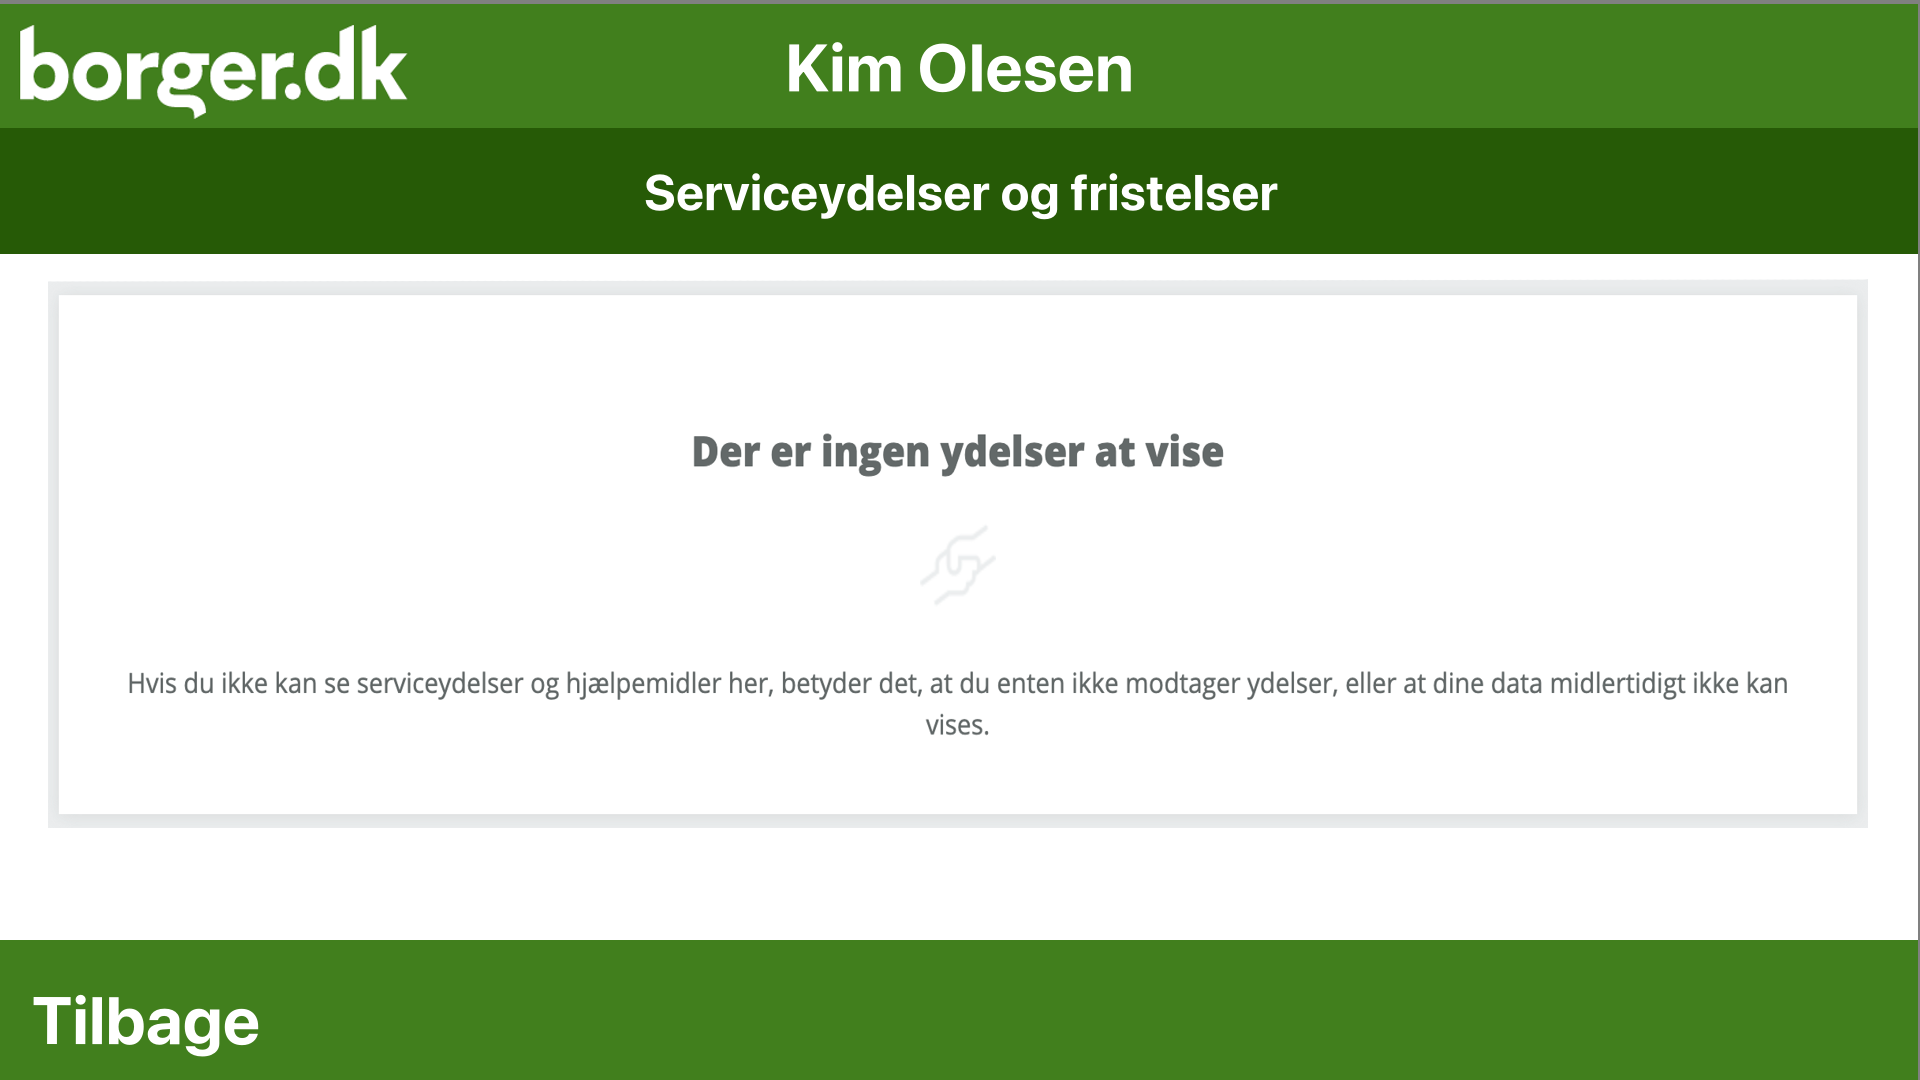 borger.dk
Kim Olesen
Serviceydelser og fristelser
Der er ingen ydelser at vise
Hvis du ikke kan se serviceydelser og hjælpemidler her, betyder det, at du enten ikke modtager ydelser, eller at dine data midlertidigt ikke kan
vises.
Tilbage